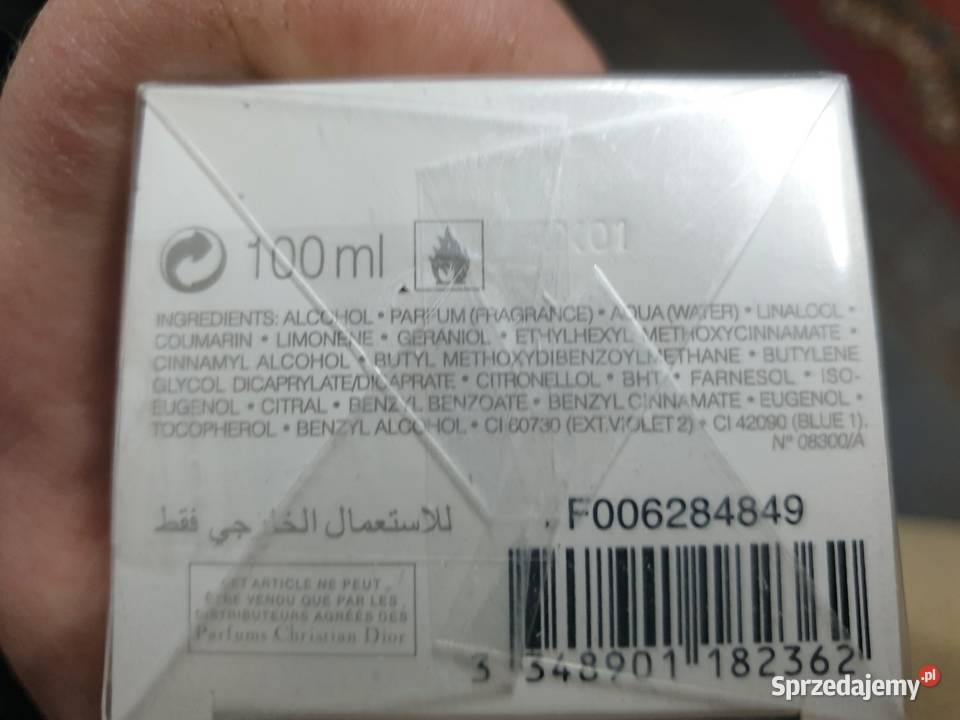 100 ml
INGREDIENTS: ALCOHOL • PARFUM (FRAGRANCE) • AQUA (WATER) • LINALOOL •
COUMARIN • LIMONENE • GERANIOL • ETHYLHEXYL METHOXYCINNAMATE •
CINNAMYL ALCOHOL • BUTYL METHOXYDIBENZOYLMETHANE • BUTYLENE
GLYCOL DICAPRYLATE/DICAPRATE • CITRONELLOL • BHT • FARNESOL • ISO-
EUGENOL • CITRAL • BENZYL BENZOATE • BENZYL CINNAMATE • EUGENOL •
TOCOPHEROL • BENZYL ALCOHOL • CI 60730 (EXT.VIOLET 2) • CI 42090 (BLUE 1).
N° 08300/A
للاستعمال الخارجي فقط
F006284849
CET ARTICLE NE PEUT
ÊTRE VENDU QUE PAR LES
DISTRIBUTEURS AGRÉÉS DES
Parfums Christian Dior
3 348901 182362
Sprzedajemy.pl